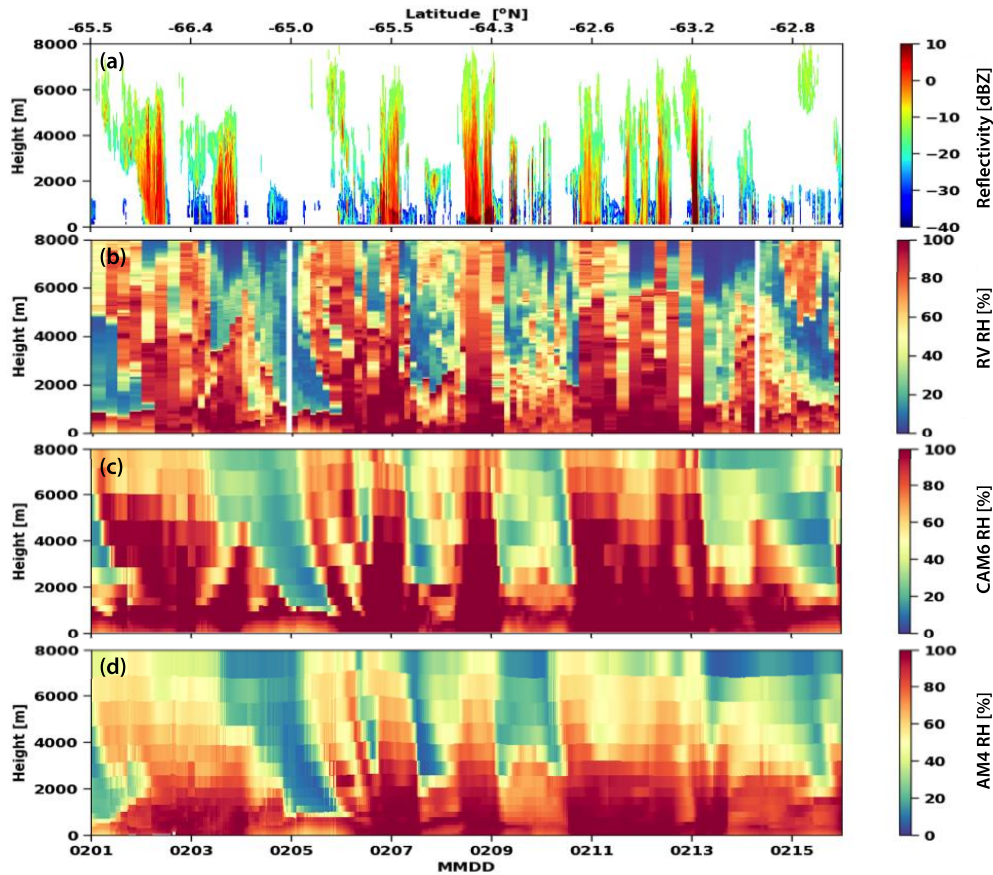 Latitude [°N]
-65.5 -66.4 -65.0 -65.5 -64.3 -62.6 -63.2 -62.8
(a)
8000
6000
4000
2000
0
Height [m]
10
0
−10
−20
−30
−40
Reflectivity [dBZ]
(b)
8000
6000
4000
2000
0
Height [m]
100
80
60
40
20
0
RV RH [%]
(c)
8000
6000
4000
2000
0
Height [m]
100
80
60
40
20
0
CAM6 RH [%]
(d)
8000
6000
4000
2000
0
Height [m]
100
80
60
40
20
0
AM4 RH [%]
0201 0203 0205 0207 0209 0211 0213 0215
MMDD